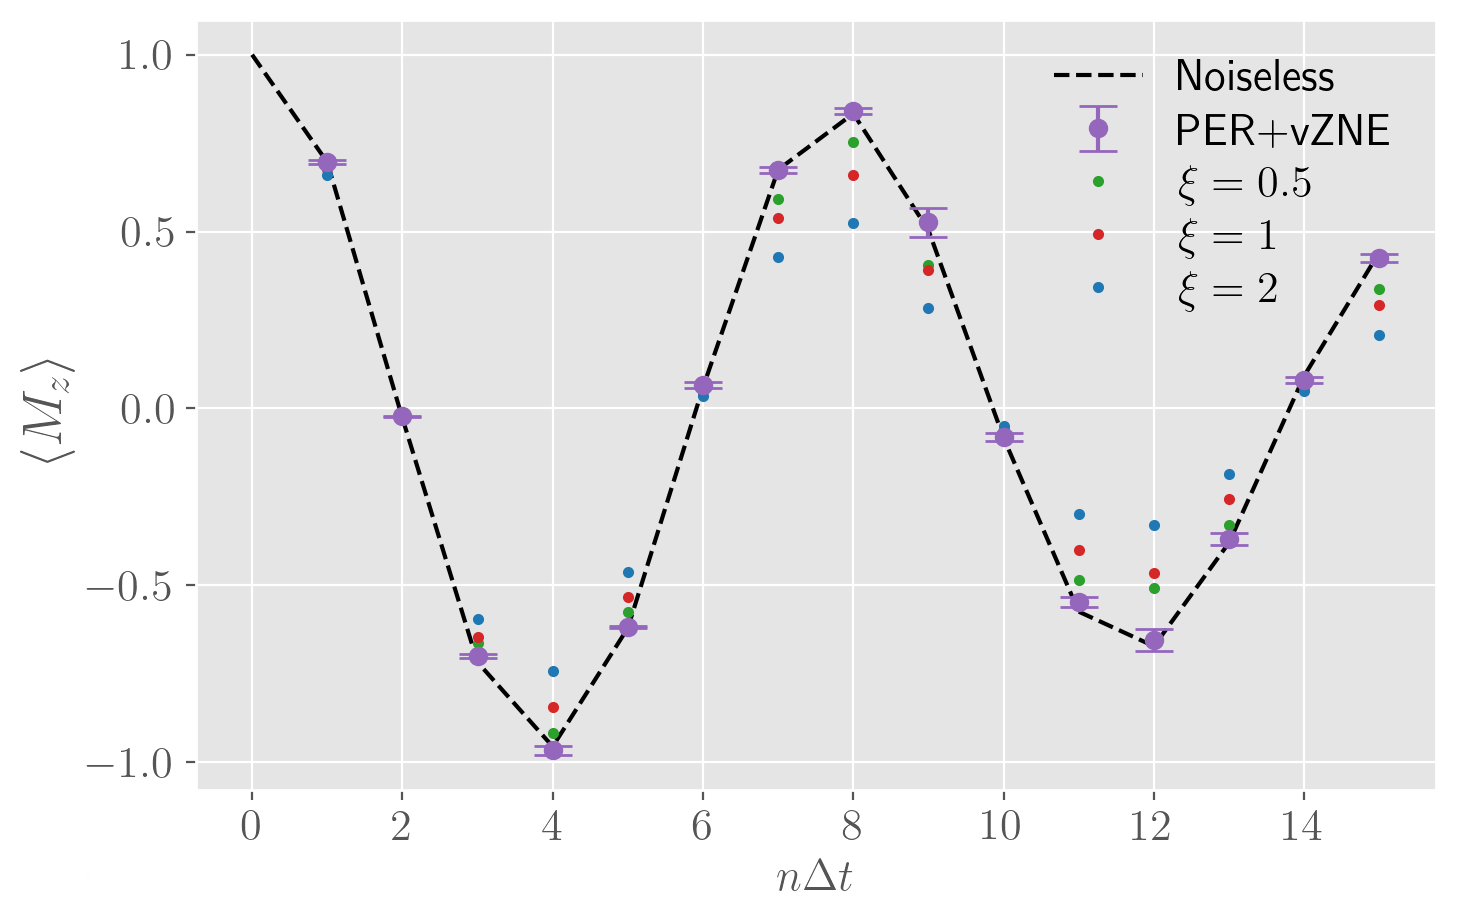 1.0
0.5
0.0
−0.5
−1.0
⟨M_z⟩
Noiseless
PER+vZNE
ξ = 0.5
ξ = 1
ξ = 2
0 2 4 6 8 10 12 14
nΔt